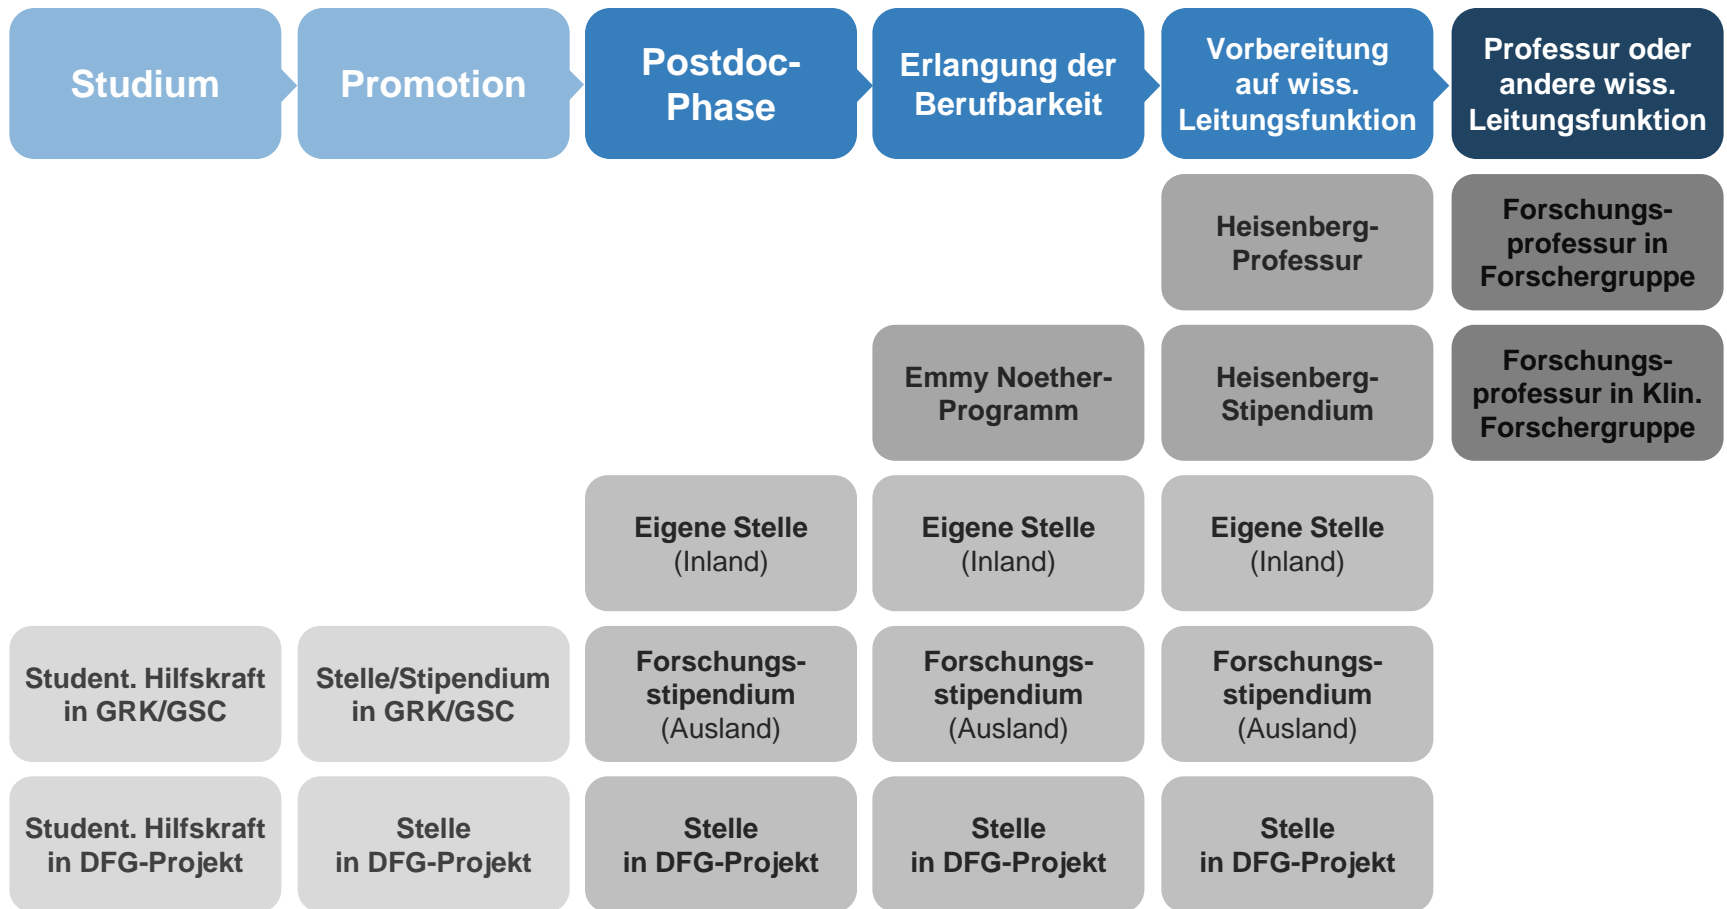 Studium
Promotion
Postdoc-
Phase
Erlangung der
Berufbarkeit
Vorbereitung
auf wiss.
Leitungsfunktion
Professur oder
andere wiss.
Leitungsfunktion
Heisenberg-
Professur
Forschungs-
professur in
Forschergruppe
Emmy Noether-
Programm
Heisenberg-
Stipendium
Forschungs-
professur in Klin.
Forschergruppe
Eigene Stelle
(Inland)
Eigene Stelle
(Inland)
Eigene Stelle
(Inland)
Student. Hilfskraft
in GRK/GSC
Stelle/Stipendium
in GRK/GSC
Forschungs-
stipendium
(Ausland)
Forschungs-
stipendium
(Ausland)
Forschungs-
stipendium
(Ausland)
Student. Hilfskraft
in DFG-Projekt
Stelle
in DFG-Projekt
Stelle
in DFG-Projekt
Stelle
in DFG-Projekt
Stelle
in DFG-Projekt